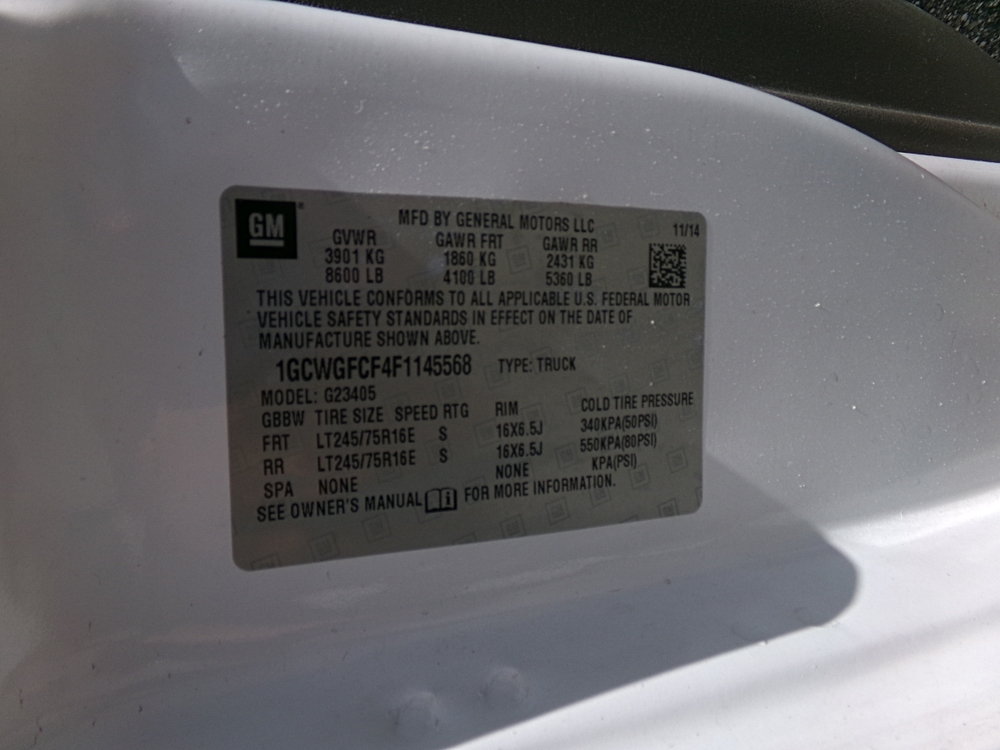 GM
MFD BY GENERAL MOTORS LLC
11/14
GVWR GAWR FRT GAWR RR
3901 KG 1860 KG 2431 KG
8600 LB 4100 LB 5360 LB
THIS VEHICLE CONFORMS TO ALL APPLICABLE U.S. FEDERAL MOTOR
VEHICLE SAFETY STANDARDS IN EFFECT ON THE DATE OF
MANUFACTURE SHOWN ABOVE.
1GCWGFCF4F1145568 TYPE: TRUCK
MODEL: G23405
GBBW TIRE SIZE SPEED RTG RIM COLD TIRE PRESSURE
FRT LT245/75R16E S 16X6.5J 340KPA(50PSI)
RR LT245/75R16E S 16X6.5J 550KPA(80PSI)
SPA NONE NONE KPA(PSI)
SEE OWNER'S MANUAL FOR MORE INFORMATION.